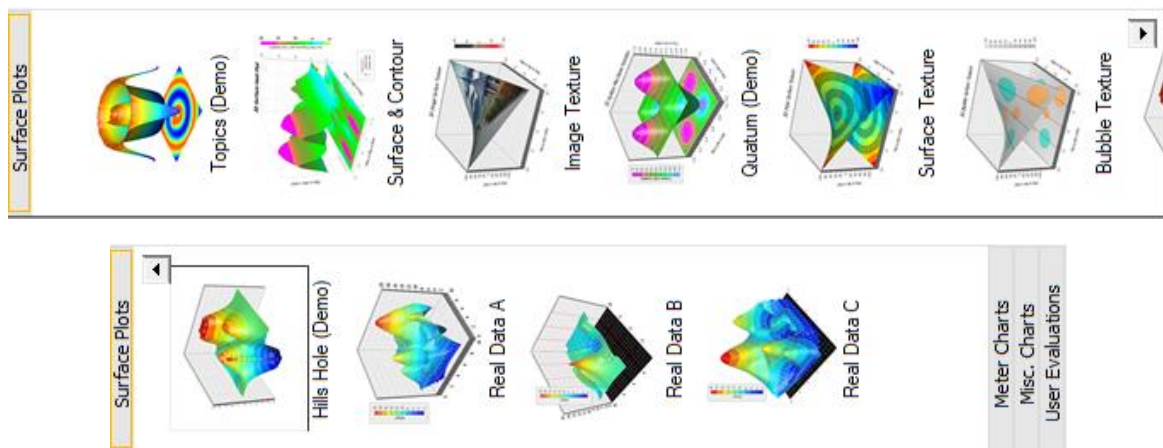 Surface Plots
Topics (Demo)
Surface & Contour
Image Texture
Quatum (Demo)
Surface Texture
Bubble Texture
Surface Plots
Hills Hole (Demo)
Real Data A
Real Data B
Real Data C
Meter Charts
Misc. Charts
User Evaluations